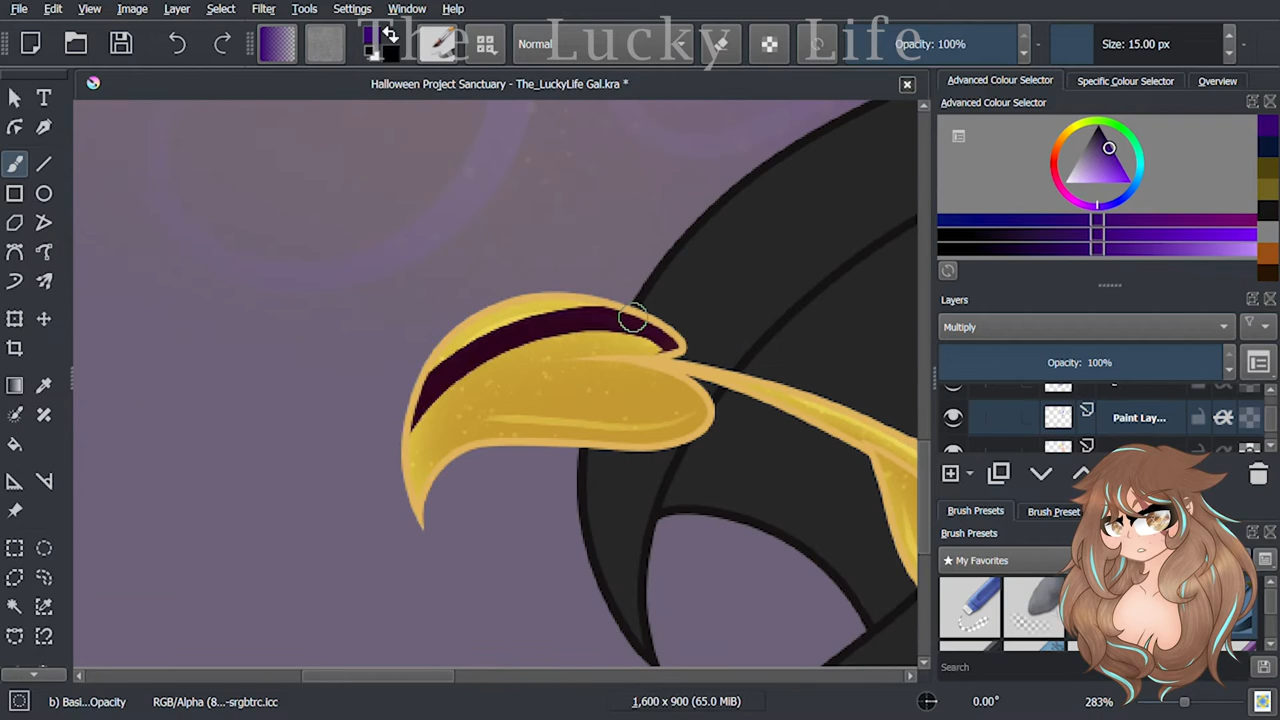 File Edit View Image Layer Select Filter Tools Settings Window Help
The Lucky Life
Normal
Opacity: 100%
Size: 15.00 px
Halloween Project Sanctuary - The_LuckyLife Gal.kra *
Advanced Colour Selector
Specific Colour Selector
Overview
Advanced Colour Selector
Layers
Multiply
Opacity: 100%
Paint Lay...
Brush Presets
Brush Preset
Brush Presets
★ My Favorites
Search
b) Basi...Opacity
RGB/Alpha (8...-srgbtrc.icc
1,600 x 900 (65.0 MiB)
0.00°
283%